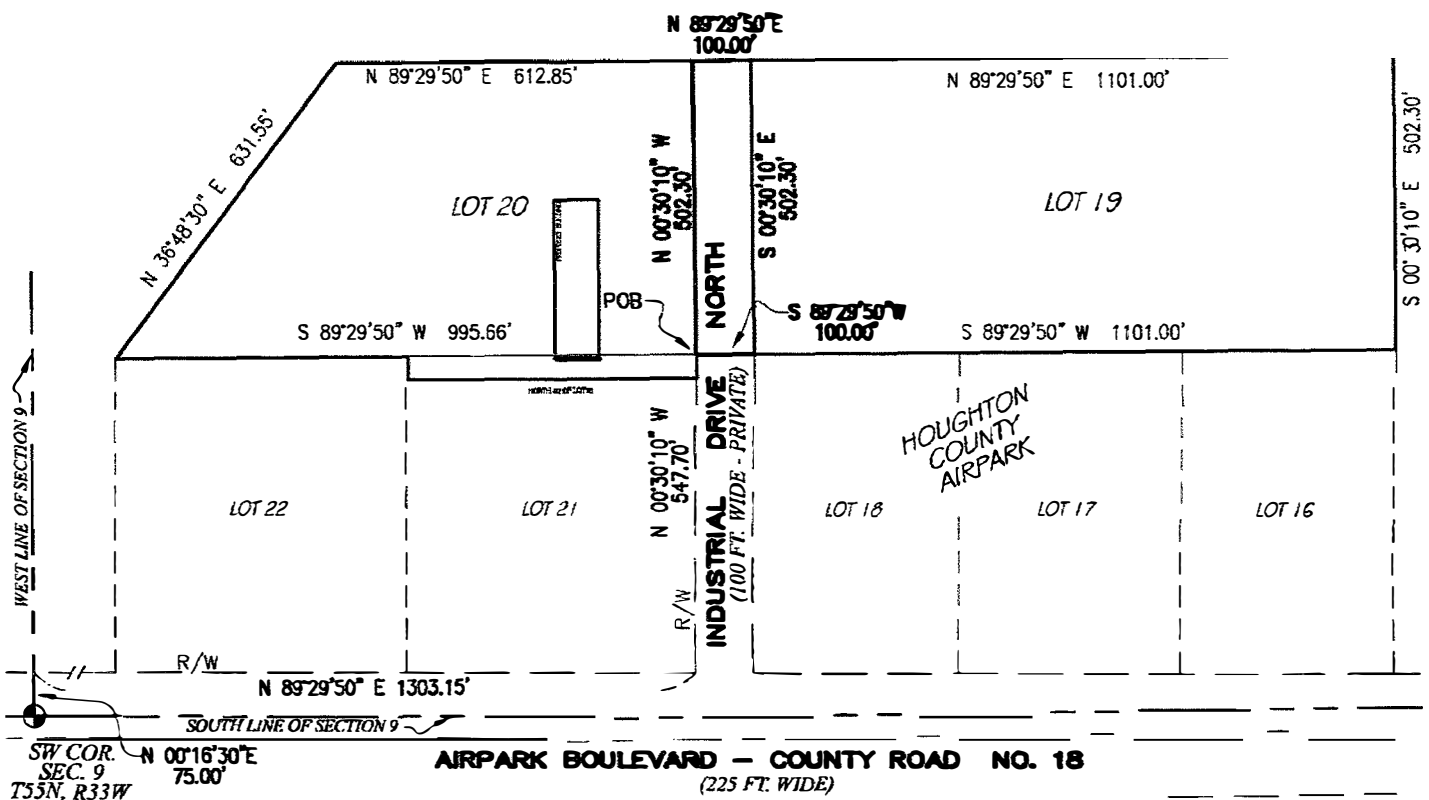 N 89°29'50"E
100.00'
N 89°29'50" E 612.85'
N 89°29'50" E 1101.00'
N 36°48'30" E 631.55'
LOT 20
N 00°30'10" W
502.30'
S 00°30'10" E
502.30'
LOT 19
S 00°30'10" E 502.30'
POB
S 89°29'50"W
100.00'
S 89°29'50" W 995.66'
S 89°29'50" W 1101.00'
WEST LINE OF SECTION 9
INDUSTRIAL DRIVE NORTH
(100 FT. WIDE - PRIVATE)
N 00°30'10" W
547.70'
HOUGHTON
COUNTY
AIRPARK
LOT 22
LOT 21
LOT 18
LOT 17
LOT 16
R/W
R/W
N 89°29'50" E 1303.15'
SOUTH LINE OF SECTION 9
SW COR.
SEC. 9
T55N, R33W
N 00°16'30"E
75.00'
AIRPARK BOULEVARD – COUNTY ROAD NO. 18
(225 FT. WIDE)